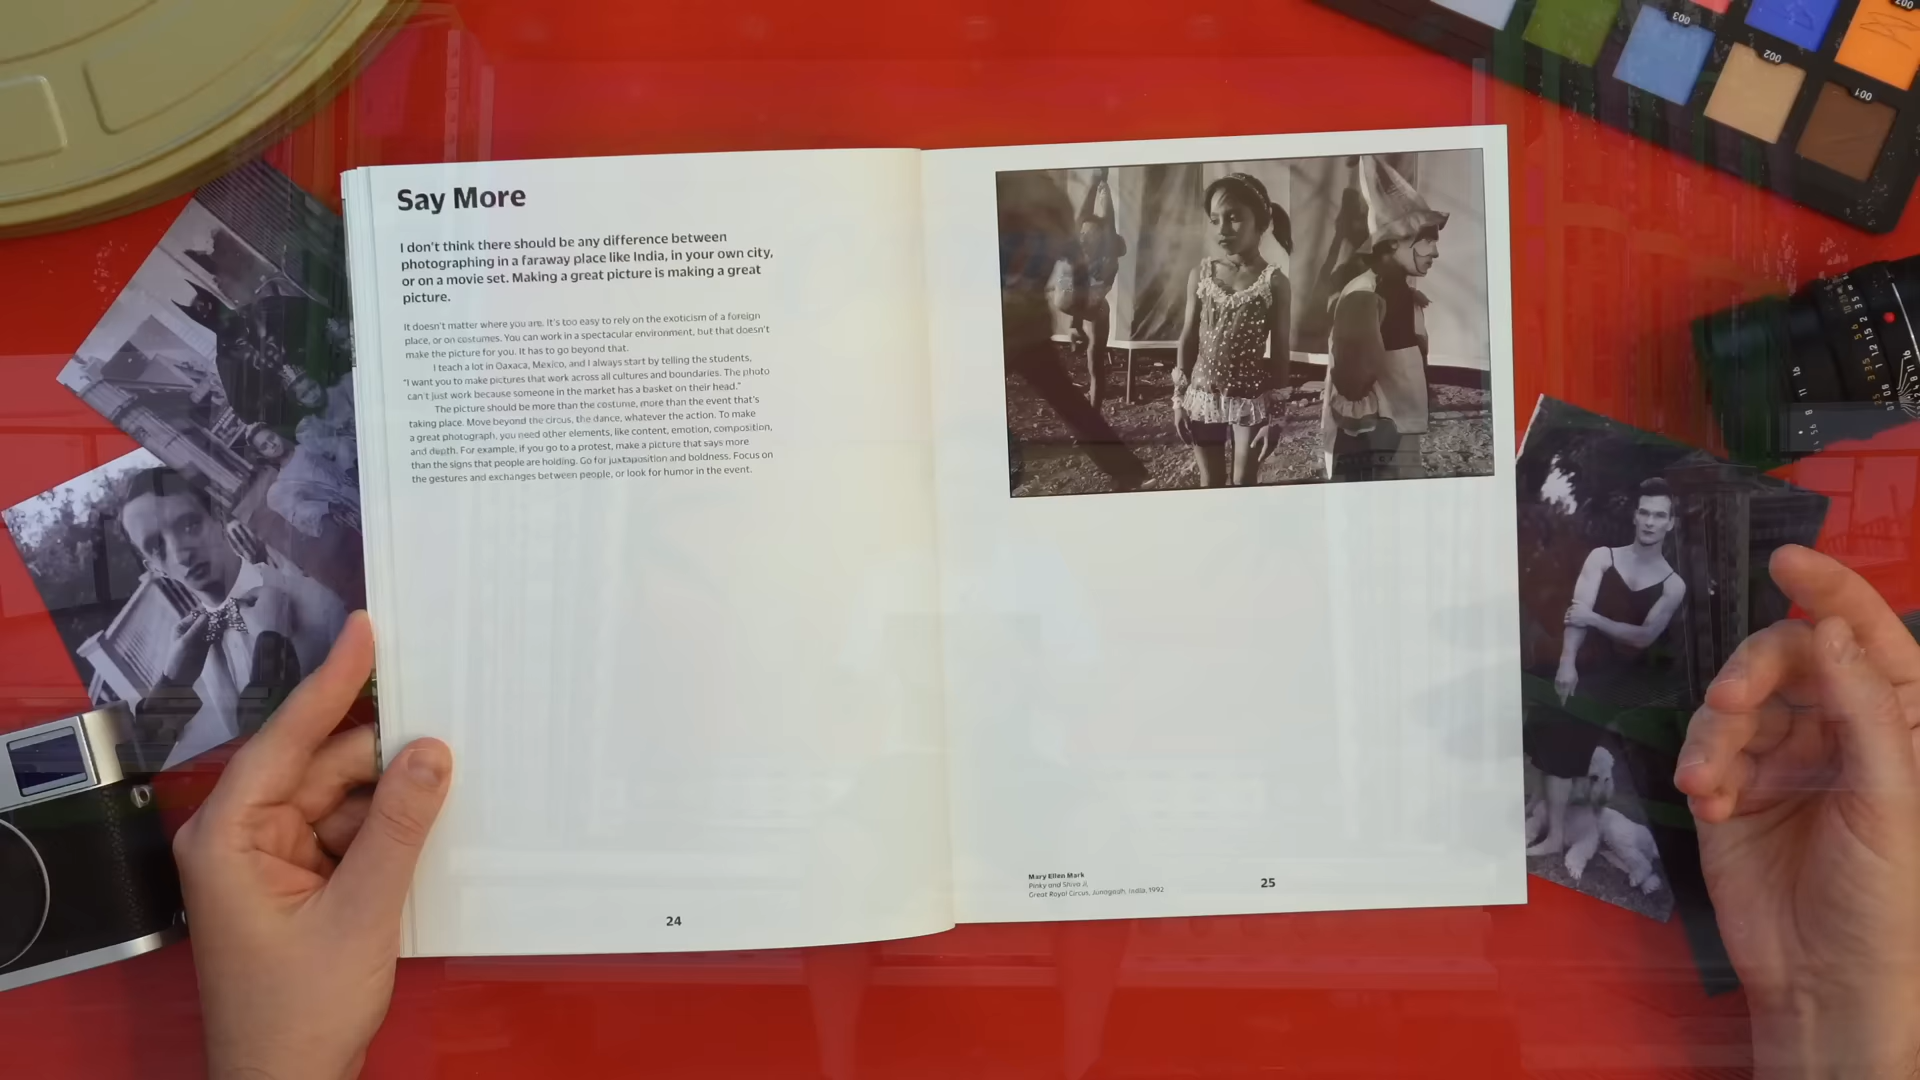 Say More
I don't think there should be any difference between
photographing in a faraway place like India, in your own city,
or on a movie set. Making a great picture is making a great
picture.
It doesn't matter where you are. It's too easy to rely on the exoticism of a foreign
place, or on costumes. You can work in a spectacular environment, but that doesn't
make the picture for you. It has to go beyond that.
I teach a lot in Oaxaca, Mexico, and I always start by telling the students,
"I want you to make pictures that work across all cultures and boundaries. The photo
can't just work because someone in the market has a basket on their head."
The picture should be more than the costume, more than the event that's
taking place. Move beyond the circus, the dance, whatever the action. To make
a great photograph, you need other elements, like content, emotion, composition,
and depth. For example, if you go to a protest, make a picture that says more
than the signs that people are holding. Go for juxtaposition and boldness. Focus on
the gestures and exchanges between people, or look for humor in the event.
24
Mary Ellen Mark
Pinky and Shiva Ji,
Great Royal Circus, Junagadh, India, 1992
25
003
002
001